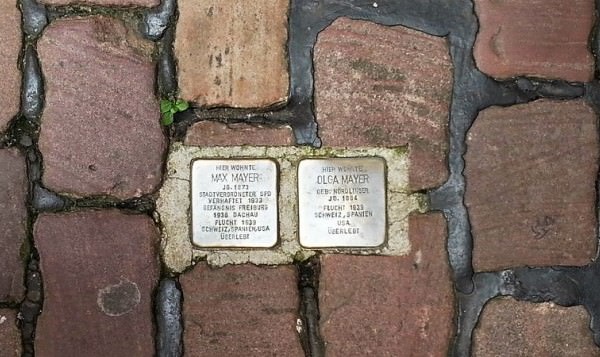 HIER WOHNTE
MAX MAYER
JG. 1873
STADTVERORDNETER SPD
VERHAFTET 1933
GEFÄNGNIS FREIBURG
1938 DACHAU
FLUCHT 1939
SCHWEIZ, SPANIEN, USA
ÜBERLEBT
HIER WOHNTE
OLGA MAYER
GEB. NÖRDLINGER
JG. 1884
FLUCHT 1939
SCHWEIZ, SPANIEN
USA
ÜBERLEBT